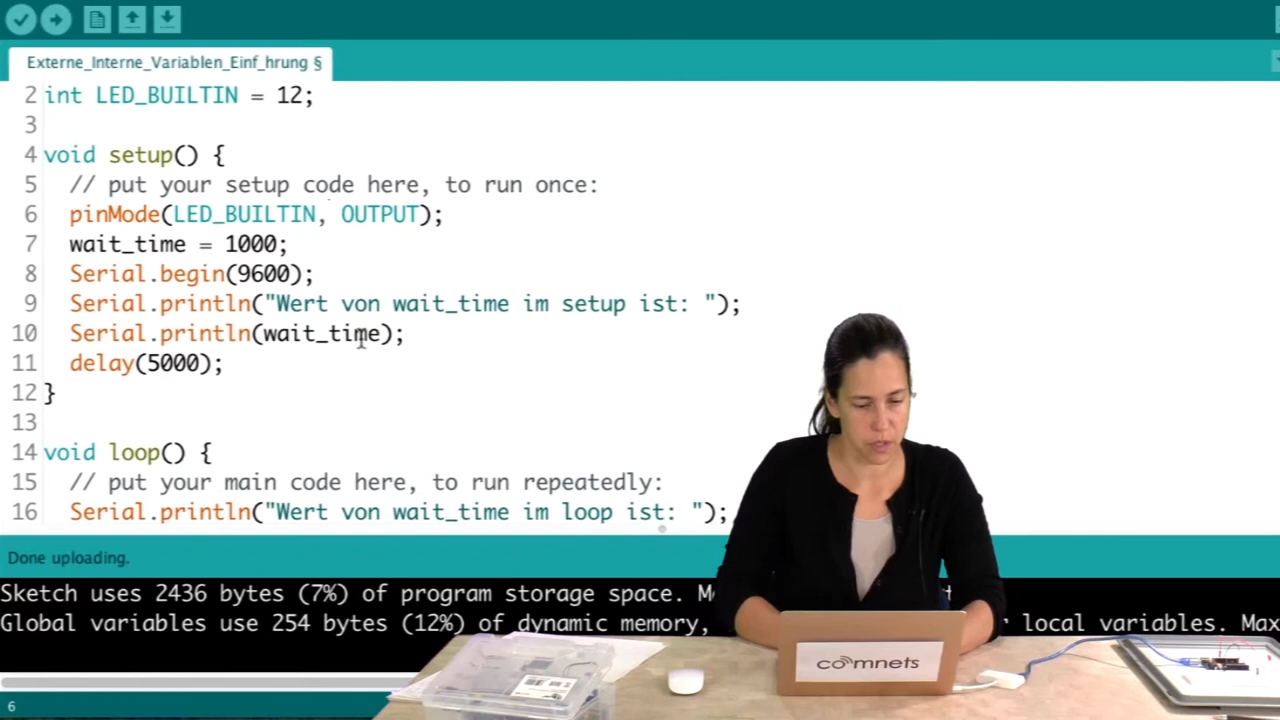 Externe_Interne_Variablen_Einf_hrung §
2 int LED_BUILTIN = 12;
3
4 void setup() {
5 // put your setup code here, to run once:
6 pinMode(LED_BUILTIN, OUTPUT);
7 wait_time = 1000;
8 Serial.begin(9600);
9 Serial.println("Wert von wait_time im setup ist: ");
10 Serial.println(wait_time);
11 delay(5000);
12 }
13
14 void loop() {
15 // put your main code here, to run repeatedly:
16 Serial.println("Wert von wait_time im loop ist: ");
Done uploading.
Sketch uses 2436 bytes (7%) of program storage space.
Global variables use 254 bytes (12%) of dynamic memory, local variables. Max
comnets
6